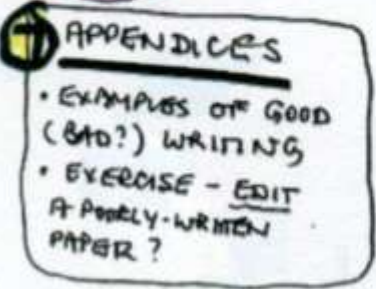 APPENDICES
• EXAMPLES OF GOOD
(BAD?) WRITING
• EXERCISE - EDIT
A POORLY-WRITTEN
PAPER?